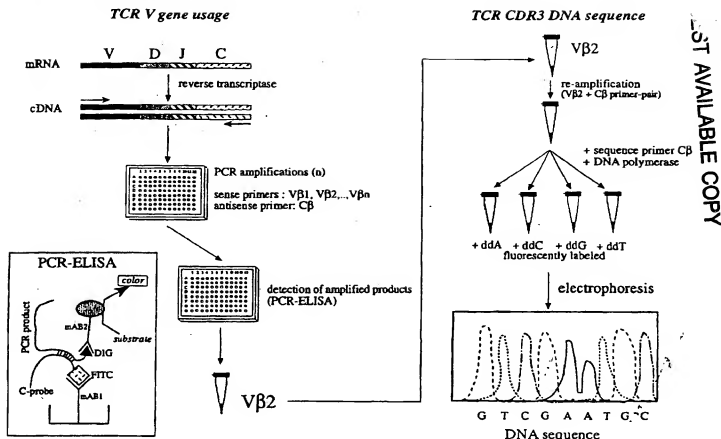 TCR V gene usage
V D J C
mRNA
reverse transcriptase
cDNA
PCR amplifications (n)
sense primers : Vβ1, Vβ2,..,Vβn
antisense primer: Cβ
detection of amplified products
(PCR-ELISA)
Vβ2
PCR-ELISA
color
PCR product
mAB2
substrate
DIG
FITC
C-probe
mAB1
TCR CDR3 DNA sequence
Vβ2
re-amplification
(Vβ2 + Cβ primer-pair)
+ sequence primer Cβ
+ DNA polymerase
+ ddA + ddC + ddG + ddT
fluorescently labeled
electrophoresis
G T C G A A T G C
DNA sequence
AVAILABLE COPY